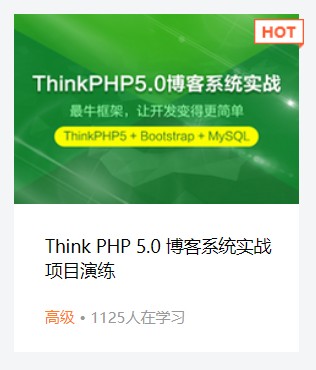 HOT
ThinkPHP5.0博客系统实战
最牛框架，让开发变得更简单
ThinkPHP5 + Bootstrap + MySQL
Think PHP 5.0 博客系统实战
项目演练
高级 • 1125人在学习